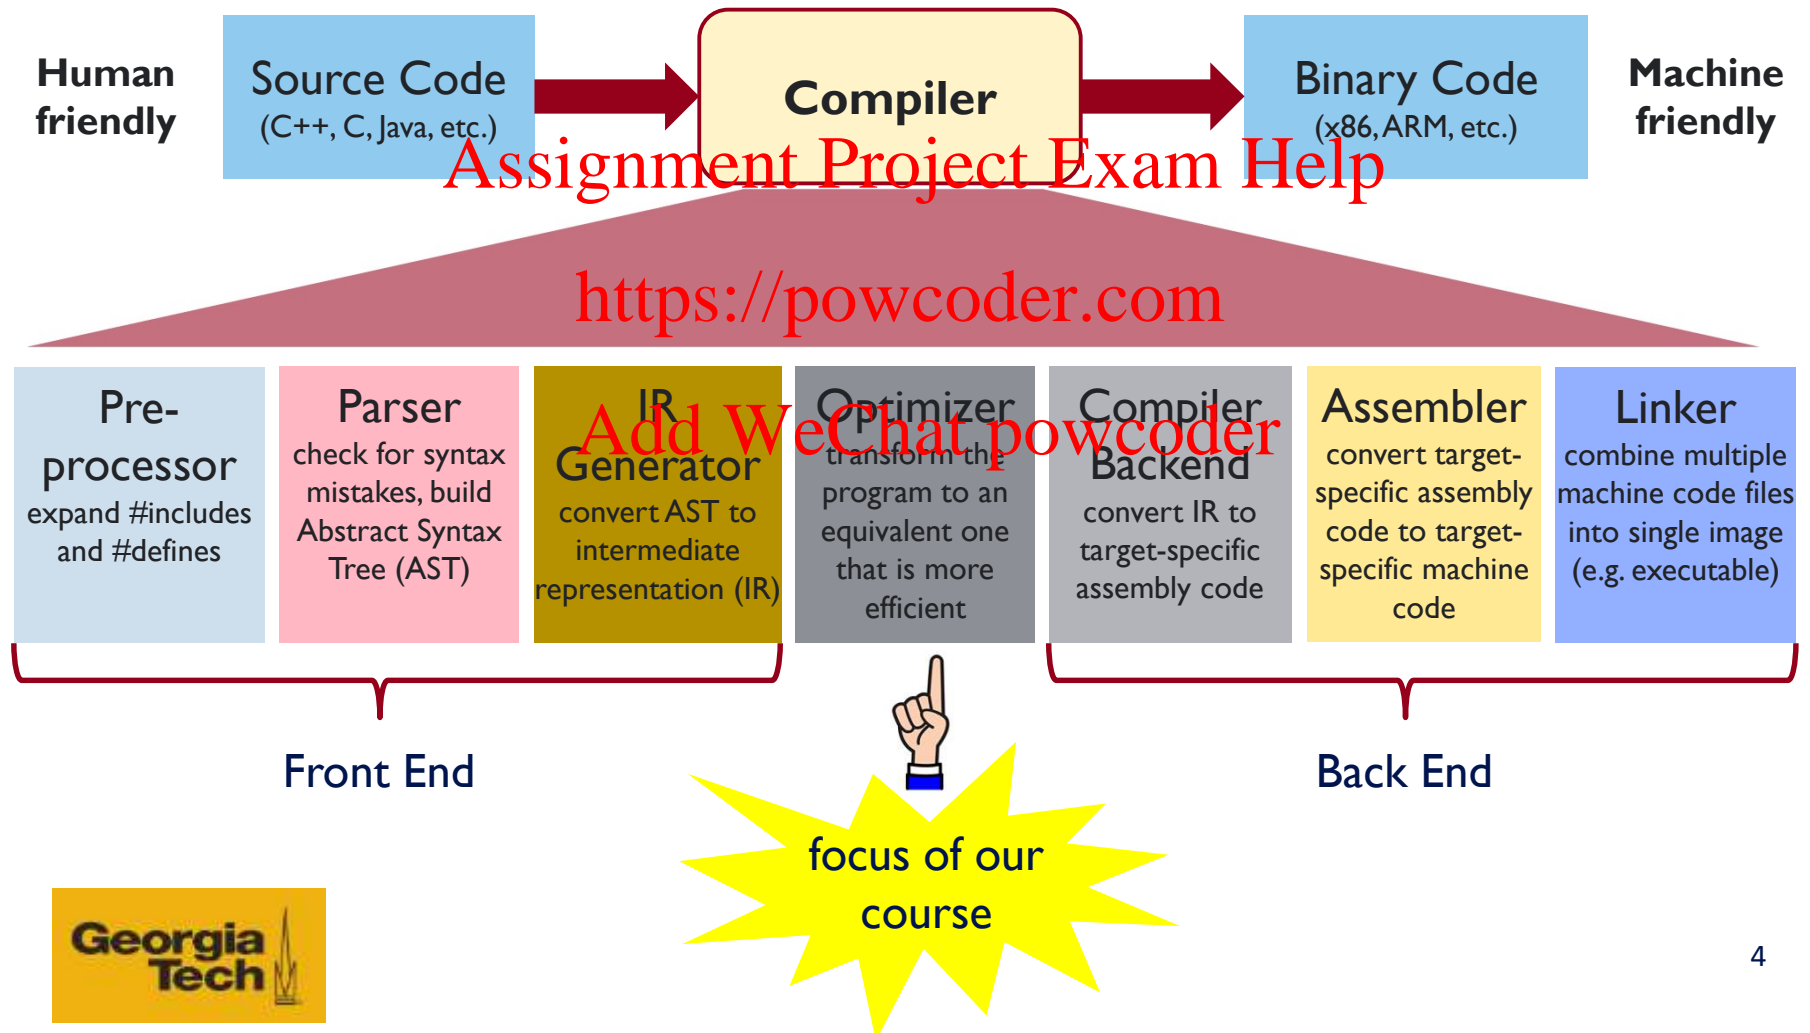 Human
friendly
Source Code
(C++, C, Java, etc.)
Compiler
Binary Code
(x86, ARM, etc.)
Machine
friendly
Assignment Project Exam Help
https://powcoder.com
Add WeChat powcoder
Pre-
processor
expand #includes
and #defines
Parser
check for syntax
mistakes, build
Abstract Syntax
Tree (AST)
IR
Generator
convert AST to
intermediate
representation (IR)
Optimizer
transform the
program to an
equivalent one
that is more
efficient
Compiler
Backend
convert IR to
target-specific
assembly code
Assembler
convert target-
specific assembly
code to target-
specific machine
code
Linker
combine multiple
machine code files
into single image
(e.g. executable)
Front End
Back End
focus of our
course
Georgia
Tech
4